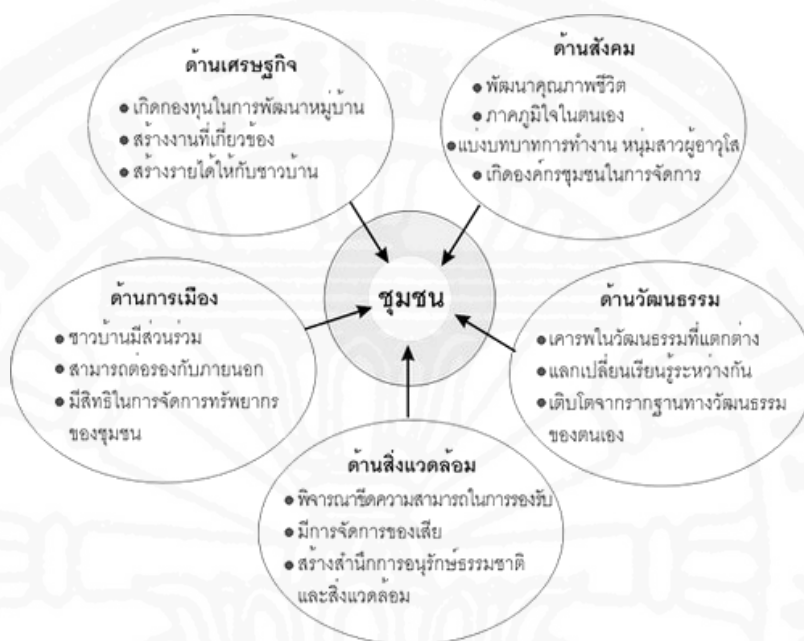 ด้านเศรษฐกิจ
● เกิดกองทุนในการพัฒนาหมู่บ้าน
● สร้างงานที่เกี่ยวข้อง
● สร้างรายได้ให้กับชาวบ้าน
ด้านสังคม
● พัฒนาคุณภาพชีวิต
● ภาคภูมิใจในตนเอง
● แบ่งบทบาทการทำงาน หนุ่มสาวผู้อาวุโส
● เกิดองค์กรชุมชนในการจัดการ
ชุมชน
ด้านการเมือง
● ชาวบ้านมีส่วนร่วม
● สามารถต่อรองกับภายนอก
● มีสิทธิในการจัดการทรัพยากร
ของชุมชน
ด้านวัฒนธรรม
● เคารพในวัฒนธรรมที่แตกต่าง
● แลกเปลี่ยนเรียนรู้ระหว่างกัน
● เติบโตจากรากฐานทางวัฒนธรรม
ของตนเอง
ด้านสิ่งแวดล้อม
● พิจารณาขีดความสามารถในการรองรับ
● มีการจัดการของเสีย
● สร้างสำนึกการอนุรักษ์ธรรมชาติ
และสิ่งแวดล้อม